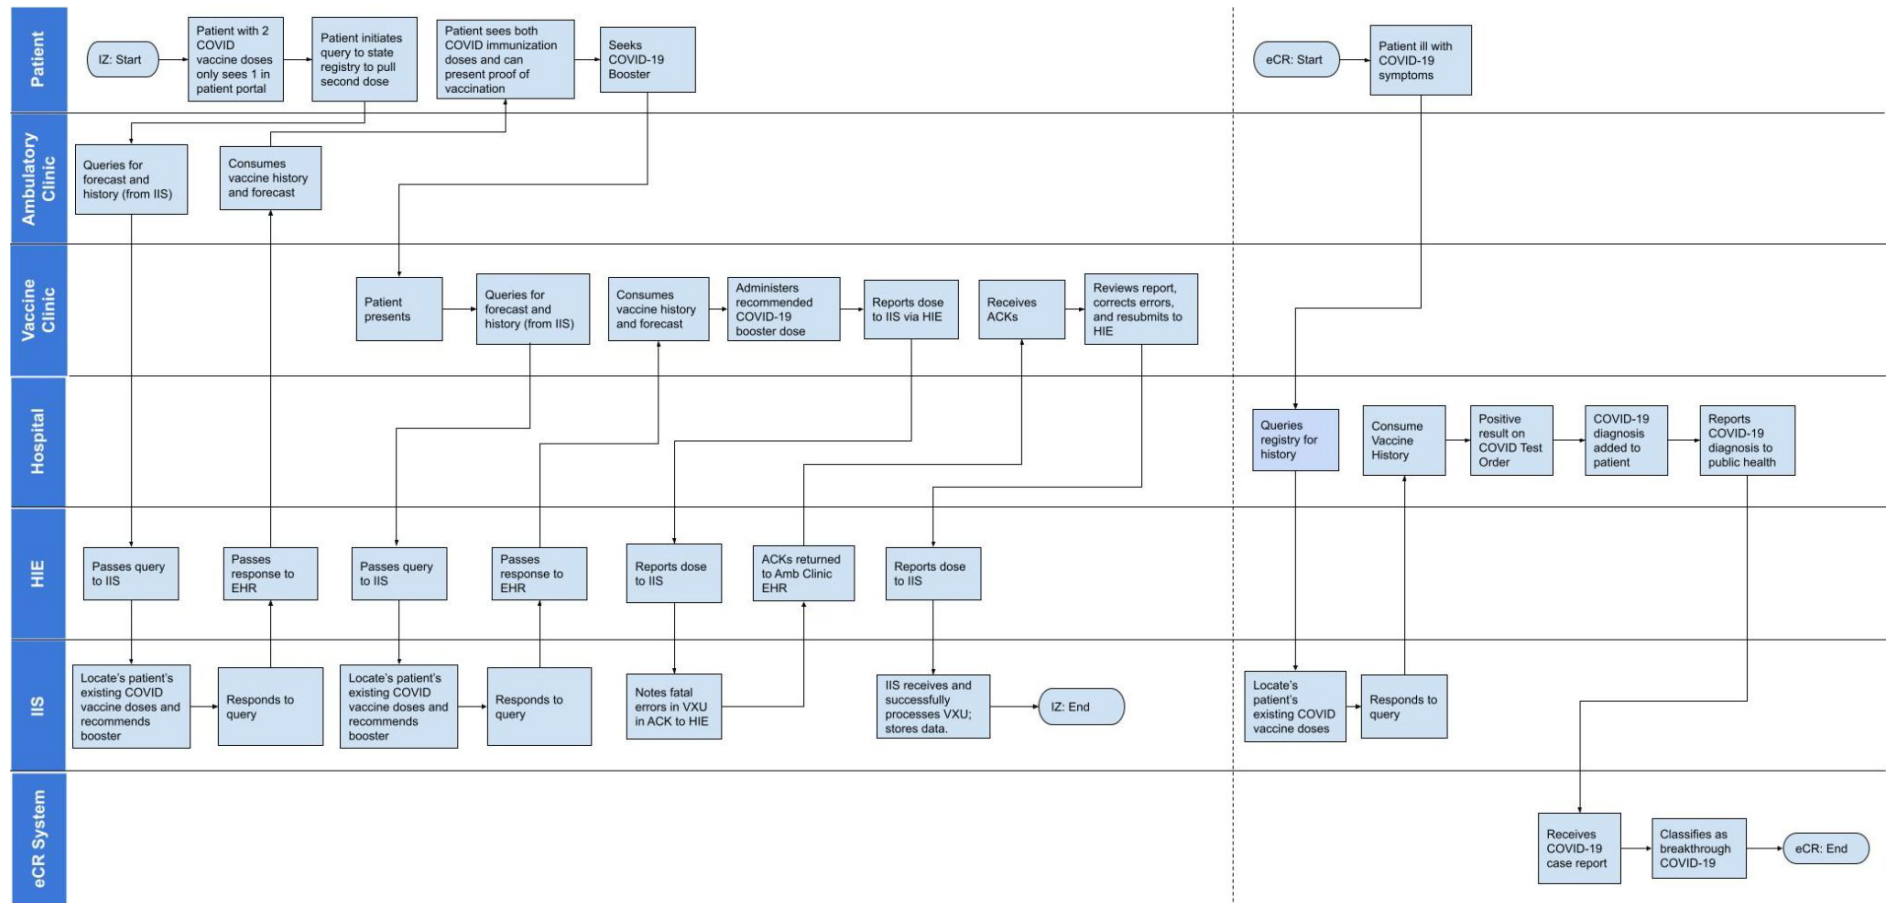 Patient
IZ: Start
Patient with 2
COVID
vaccine doses
only sees 1 in
patient portal
Patient initiates
query to state
registry to pull
second dose
Patient sees both
COVID immunization
doses and can
present proof of
vaccination
Seeks
COVID-19
Booster
eCR: Start
Patient ill with
COVID-19
symptoms
Ambulatory
Clinic
Queries for
forecast and
history (from IIS)
Consumes
vaccine history
and forecast
Vaccine
Clinic
Patient
presents
Queries for
forecast and
history (from IIS)
Consumes
vaccine history
and forecast
Administers
recommended
COVID-19
booster dose
Reports dose
to IIS via HIE
Receives
ACKs
Reviews report,
corrects errors,
and resubmits to
HIE
Hospital
Queries
registry for
history
Consume
Vaccine
History
Positive
result on
COVID Test
Order
COVID-19
diagnosis
added to
patient
Reports
COVID-19
diagnosis to
public health
HIE
Passes query
to IIS
Passes
response to
EHR
Passes query
to IIS
Passes
response to
EHR
Reports dose
to IIS
ACKs returned
to Amb Clinic
EHR
Reports dose
to IIS
IIS
Locate's patient's
existing COVID
vaccine doses and
recommends
booster
Responds to
query
Locate's patient's
existing COVID
vaccine doses and
recommends
booster
Responds to
query
Notes fatal
errors in VXU
in ACK to HIE
IIS receives and
successfully
processes VXU;
stores data.
IZ: End
Locate's
patient's
existing COVID
vaccine doses
Responds to
query
eCR System
Receives
COVID-19
case report
Classifies as
breakthrough
COVID-19
eCR: End